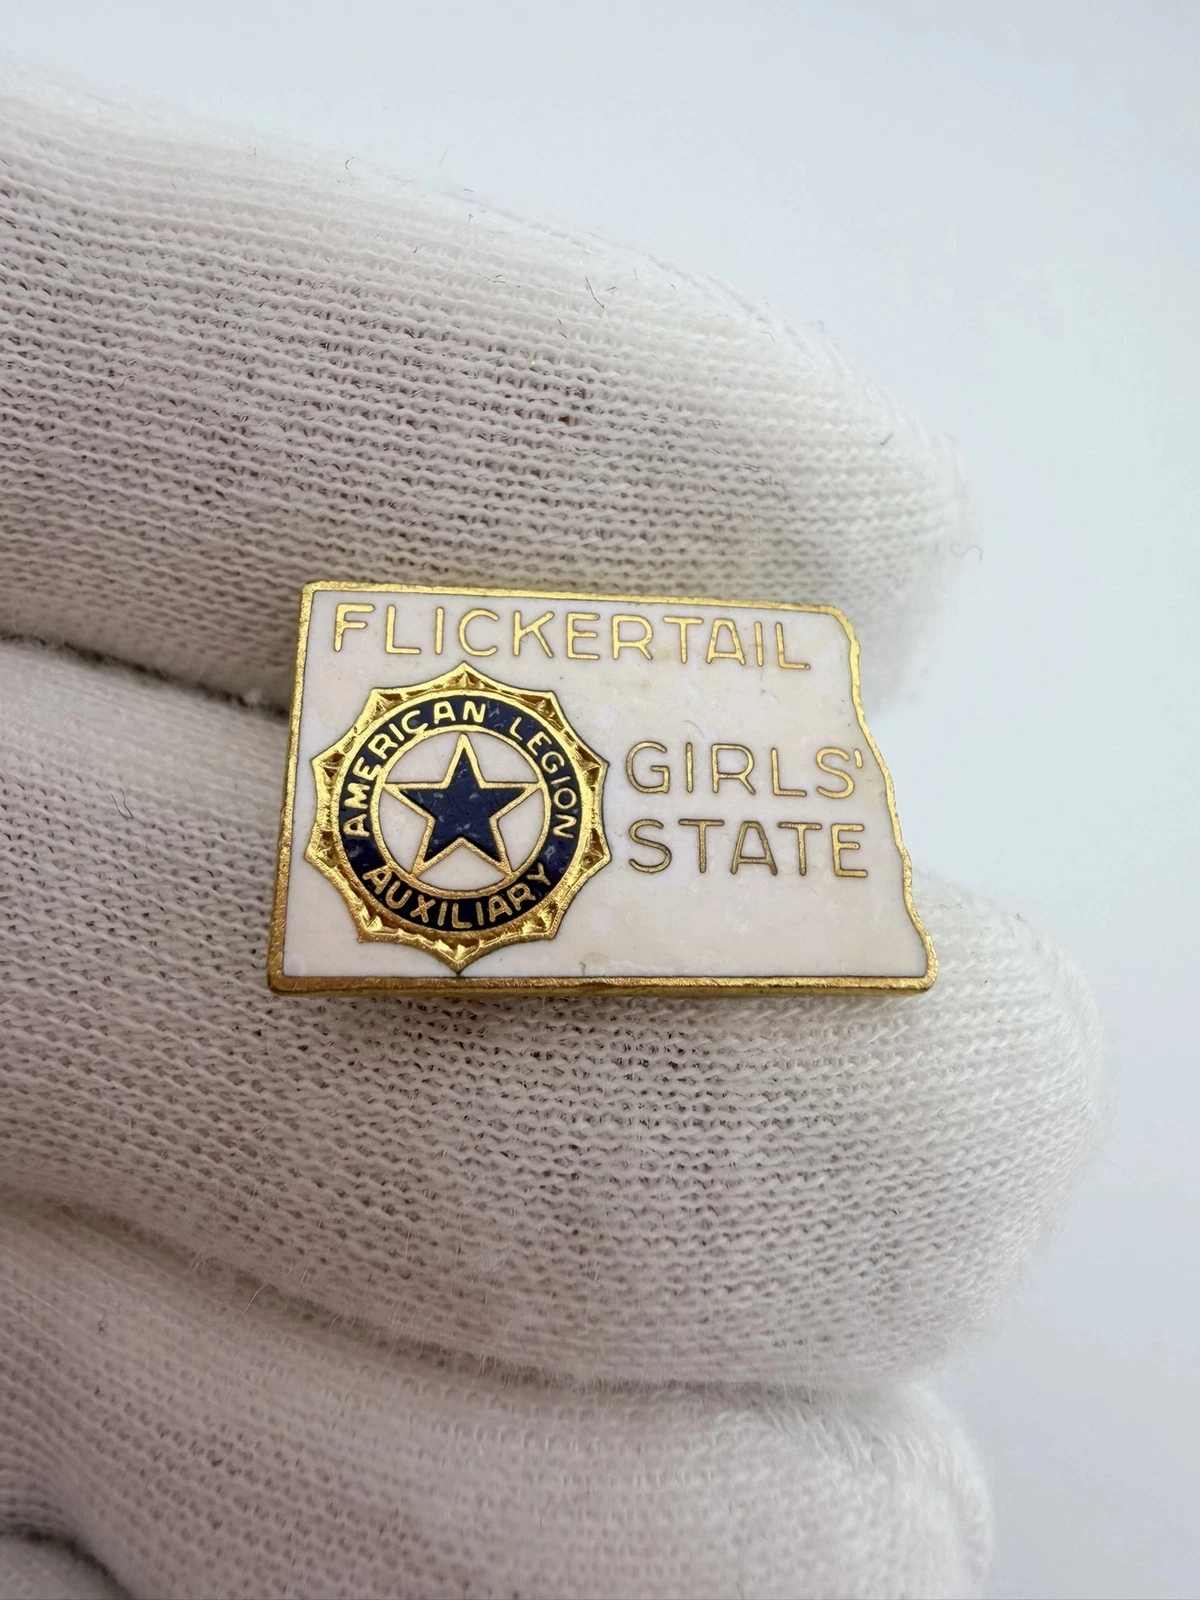 FLICKERTAIL
AMERICAN LEGION
AUXILIARY
GIRLS'
STATE